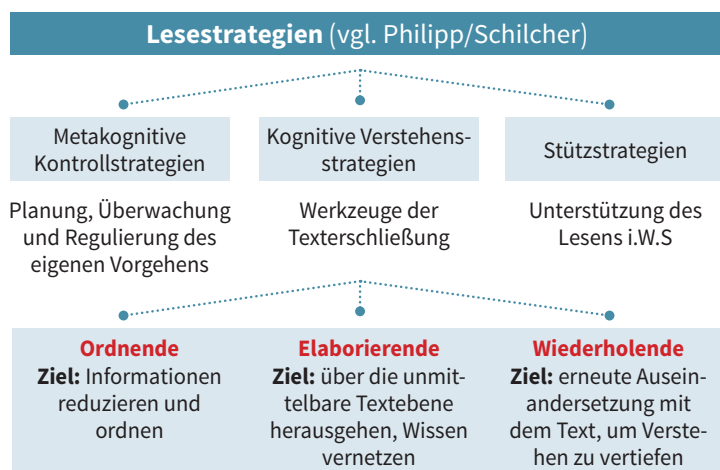 Lesestrategien (vgl. Philipp/Schilcher)
Metakognitive
Kontrollstrategien
Kognitive Verstehens-
strategien
Stützstrategien
Planung, Überwachung
und Regulierung des
eigenen Vorgehens
Werkzeuge der
Texterschließung
Unterstützung des
Lesens i.W.S
Ordnende
Ziel: Informationen
reduzieren und
ordnen
Elaborierende
Ziel: über die unmit-
telbare Textebene
herausgehen, Wissen
vernetzen
Wiederholende
Ziel: erneute Ausein-
andersetzung mit
dem Text, um Verste-
hen zu vertiefen